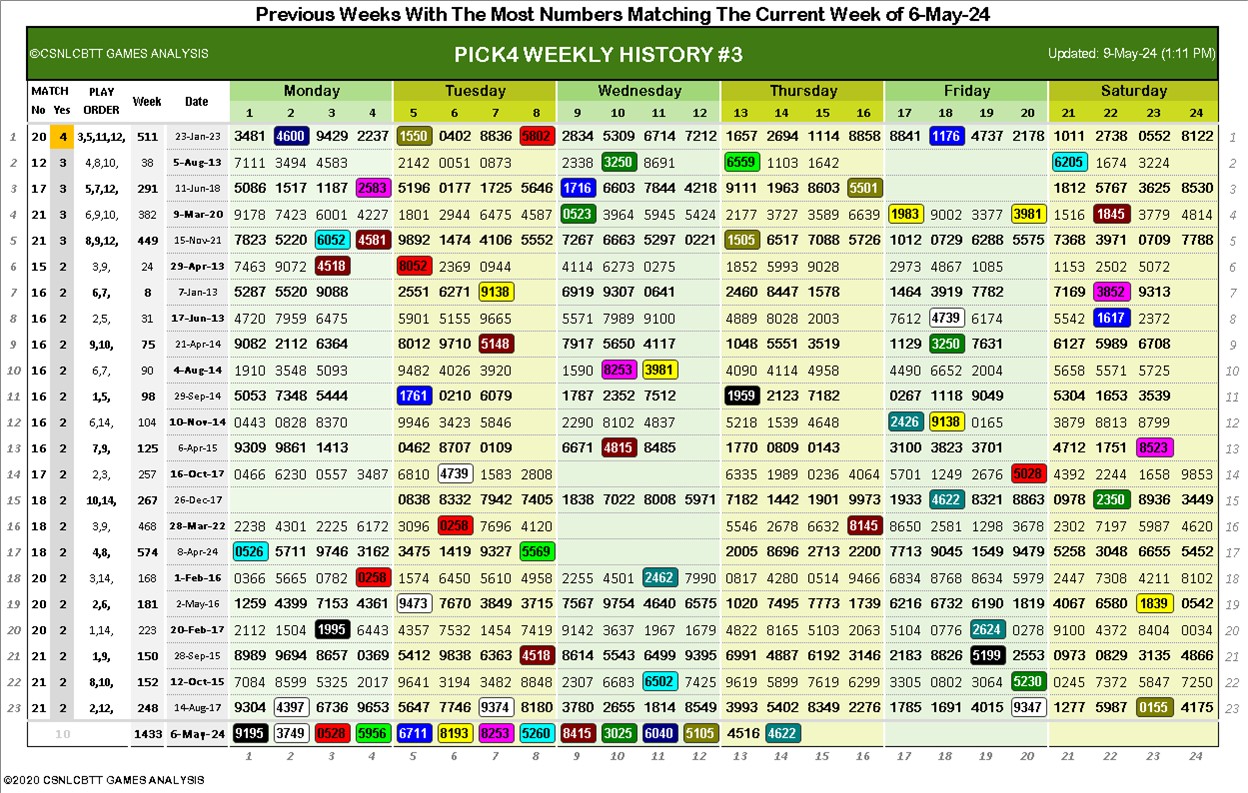 Previous Weeks With The Most Numbers Matching The Current Week of 6-May-24
©CSNLCBTT GAMES ANALYSIS PICK4 WEEKLY HISTORY #3 Updated: 9-May-24 (1:11 PM)
MATCH PLAY Week Date Monday Tuesday Wednesday Thursday Friday Saturday
No Yes ORDER 1 2 3 4 5 6 7 8 9 10 11 12 13 14 15 16 17 18 19 20 21 22 23 24
1 20 4 3,5,11,12, 511 23-Jan-23 3481 4600 9429 2237 1550 0402 8836 5802 2834 5309 6714 7212 1657 2694 1114 8858 8841 1176 4737 2178 1011 2738 0552 8122 1
2 12 3 4,8,10, 38 5-Aug-13 7111 3494 4583 2142 0051 0873 2338 3250 8691 6559 1103 1642 6205 1674 3224 2
3 17 3 5,7,12, 291 11-Jun-18 5086 1517 1187 2583 5196 0177 1725 5646 1716 6603 7844 4218 9111 1963 8603 5501 1812 5767 3625 8530 3
4 21 3 6,9,10, 382 9-Mar-20 9178 7423 6001 4227 1801 2944 6475 4587 0523 3964 5945 5424 2177 3727 3589 6639 1983 9002 3377 3981 1516 1845 3779 4814 4
5 21 3 8,9,12, 449 15-Nov-21 7823 5220 6052 4581 9892 1474 4106 5552 7267 6663 5297 0221 1505 6517 7088 5726 1012 0729 6288 5575 7368 3971 0709 7788 5
6 15 2 3,9, 24 29-Apr-13 7463 9072 4518 8052 2369 0944 4114 6273 0275 1852 5993 9028 2973 4867 1085 1153 2502 5072 6
7 16 2 6,7, 8 7-Jan-13 5287 5520 9088 2551 6271 9138 6919 9307 0641 2460 8447 1578 1464 3919 7782 7169 3852 9313 7
8 16 2 2,5, 31 17-Jun-13 4720 7959 6475 5901 5155 9665 5571 7989 9100 4889 8028 2003 7612 4739 6174 5542 1617 2372 8
9 16 2 9,10, 75 21-Apr-14 9082 2112 6364 8012 9710 5148 7917 5650 4117 1048 5551 3519 1129 3250 7631 6127 5989 6708 9
10 16 2 6,7, 90 4-Aug-14 1910 3548 5093 9482 4026 3920 1590 8253 3981 4090 4114 4958 4490 6652 2004 5658 5571 5725 10
11 16 2 1,5, 98 29-Sep-14 5053 7348 5444 1761 0210 6079 1787 2352 7512 1959 2123 7182 0267 1118 9049 5304 1653 3539 11
12 16 2 6,14, 104 10-Nov-14 0443 0828 8370 9946 3423 5846 2290 8102 4837 5218 1539 4648 2426 9138 0165 3879 8813 8799 12
13 16 2 7,9, 125 6-Apr-15 9309 9861 1413 0462 8707 0109 6671 4815 8485 1770 0809 0143 3100 3823 3701 4712 1751 8523 13
14 17 2 2,3, 257 16-Oct-17 0466 6230 0557 3487 6810 4739 1583 2808 6335 1989 0236 4064 5701 1249 2676 5028 4392 2244 1658 9853 14
15 18 2 10,14, 267 26-Dec-17 0838 8332 7942 7405 1838 7022 8008 5971 7182 1442 1901 9973 1933 4622 8321 8863 0978 2350 8936 3449 15
16 18 2 3,9, 468 28-Mar-22 2238 4301 2225 6172 3096 0258 7696 4120 5546 2678 6632 8145 8650 2581 1298 3678 2302 7197 5987 4620 16
17 18 2 4,8, 574 8-Apr-24 0526 5711 9746 3162 3475 1419 9327 5569 2005 8696 2713 2200 7713 9045 1549 9479 5258 3048 6655 5452 17
18 20 2 3,14, 168 1-Feb-16 0366 5665 0782 0258 1574 6450 5610 4958 2255 4501 2462 7990 0817 4280 0514 9466 6834 8768 8634 5979 2447 7308 4211 8102 18
19 20 2 2,6, 181 2-May-16 1259 4399 7153 4361 9473 7670 3849 3715 7567 9754 4640 6575 1020 7495 7773 1739 6216 6732 6190 1819 4067 6580 1839 0542 19
20 20 2 1,14, 223 20-Feb-17 2112 1504 1995 6443 4357 7532 1454 7419 9142 3637 1967 1679 4822 8165 5103 2063 5104 0776 2624 0278 9100 4372 8404 0034 20
21 21 2 1,9, 150 28-Sep-15 8989 9694 8657 0369 5412 9838 6363 4518 8614 5543 6499 9395 6991 4887 6192 3146 2183 8826 5199 2553 0973 0829 3135 4866 21
22 21 2 8,10, 152 12-Oct-15 7084 8599 5325 2017 9641 3194 3482 8848 2307 6683 6502 7425 9619 5899 7619 6299 3305 0802 3064 5230 0245 7372 5847 7250 22
23 21 2 2,12, 248 14-Aug-17 9304 4397 6736 9653 5647 7746 9374 8180 3780 2655 1814 8549 3993 5402 8349 2276 1785 1691 4015 9347 1277 5987 0155 4175 23
10 1433 6-May-24 9195 3749 0528 5956 6711 8193 8253 5260 8415 3025 6040 5105 4516 4622
1 2 3 4 5 6 7 8 9 10 11 12 13 14 15 16 17 18 19 20 21 22 23 24
©2020 CSNLCBTT GAMES ANALYSIS